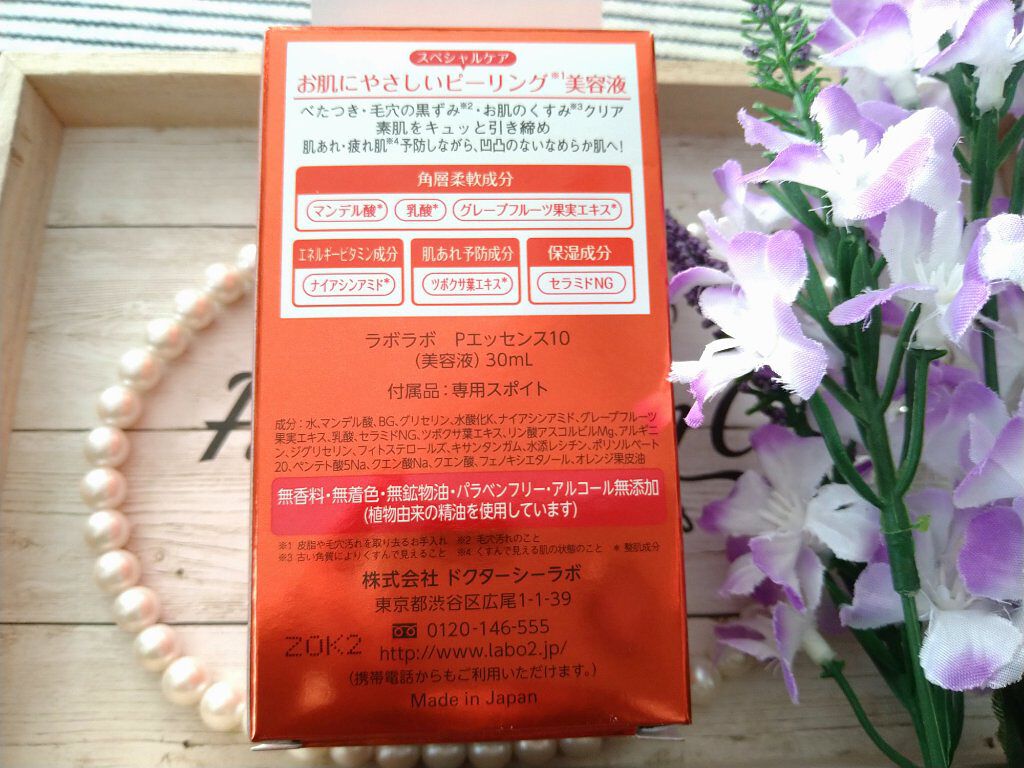 スペシャルケア
お肌にやさしいピーリング※1美容液
べたつき・毛穴の黒ずみ※2・お肌のくすみ※3クリア
素肌をキュッと引き締め
肌あれ・疲れ肌※4予防しながら、凹凸のないなめらか肌へ!
角層柔軟成分
マンデル酸* 乳酸* グレープフルーツ果実エキス*
エネルギービタミン成分 肌あれ予防成分 保湿成分
ナイアシンアミド* ツボクサ葉エキス* セラミドNG
ラボラボ Pエッセンス10
(美容液) 30mL
付属品:専用スポイト
成分:水、マンデル酸、BG、グリセリン、水酸化K、ナイアシンアミド、グレープフルーツ
果実エキス、乳酸、セラミドNG、ツボクサ葉エキス、リン酸アスコルビルMg、アルギニ
ン、ジグリセリン、フィトステロールズ、キサンタンガム、水添レシチン、ポリソルベート
20、ペンテト酸5Na、クエン酸Na、クエン酸、フェノキシエタノール、オレンジ果皮油
無香料・無着色・無鉱物油・パラベンフリー・アルコール無添加
(植物由来の精油を使用しています)
※1 皮脂や毛穴汚れを取り去るお手入れ ※2 毛穴汚れのこと
※3 古い角質によりくすんで見えること ※4 くすんで見える肌の状態のこと * 整肌成分
株式会社 ドクターシーラボ
東京都渋谷区広尾1-1-39
0120-146-555
ZOK2
http://www.labo2.jp/
(携帯電話からもご利用いただけます。)
Made in Japan